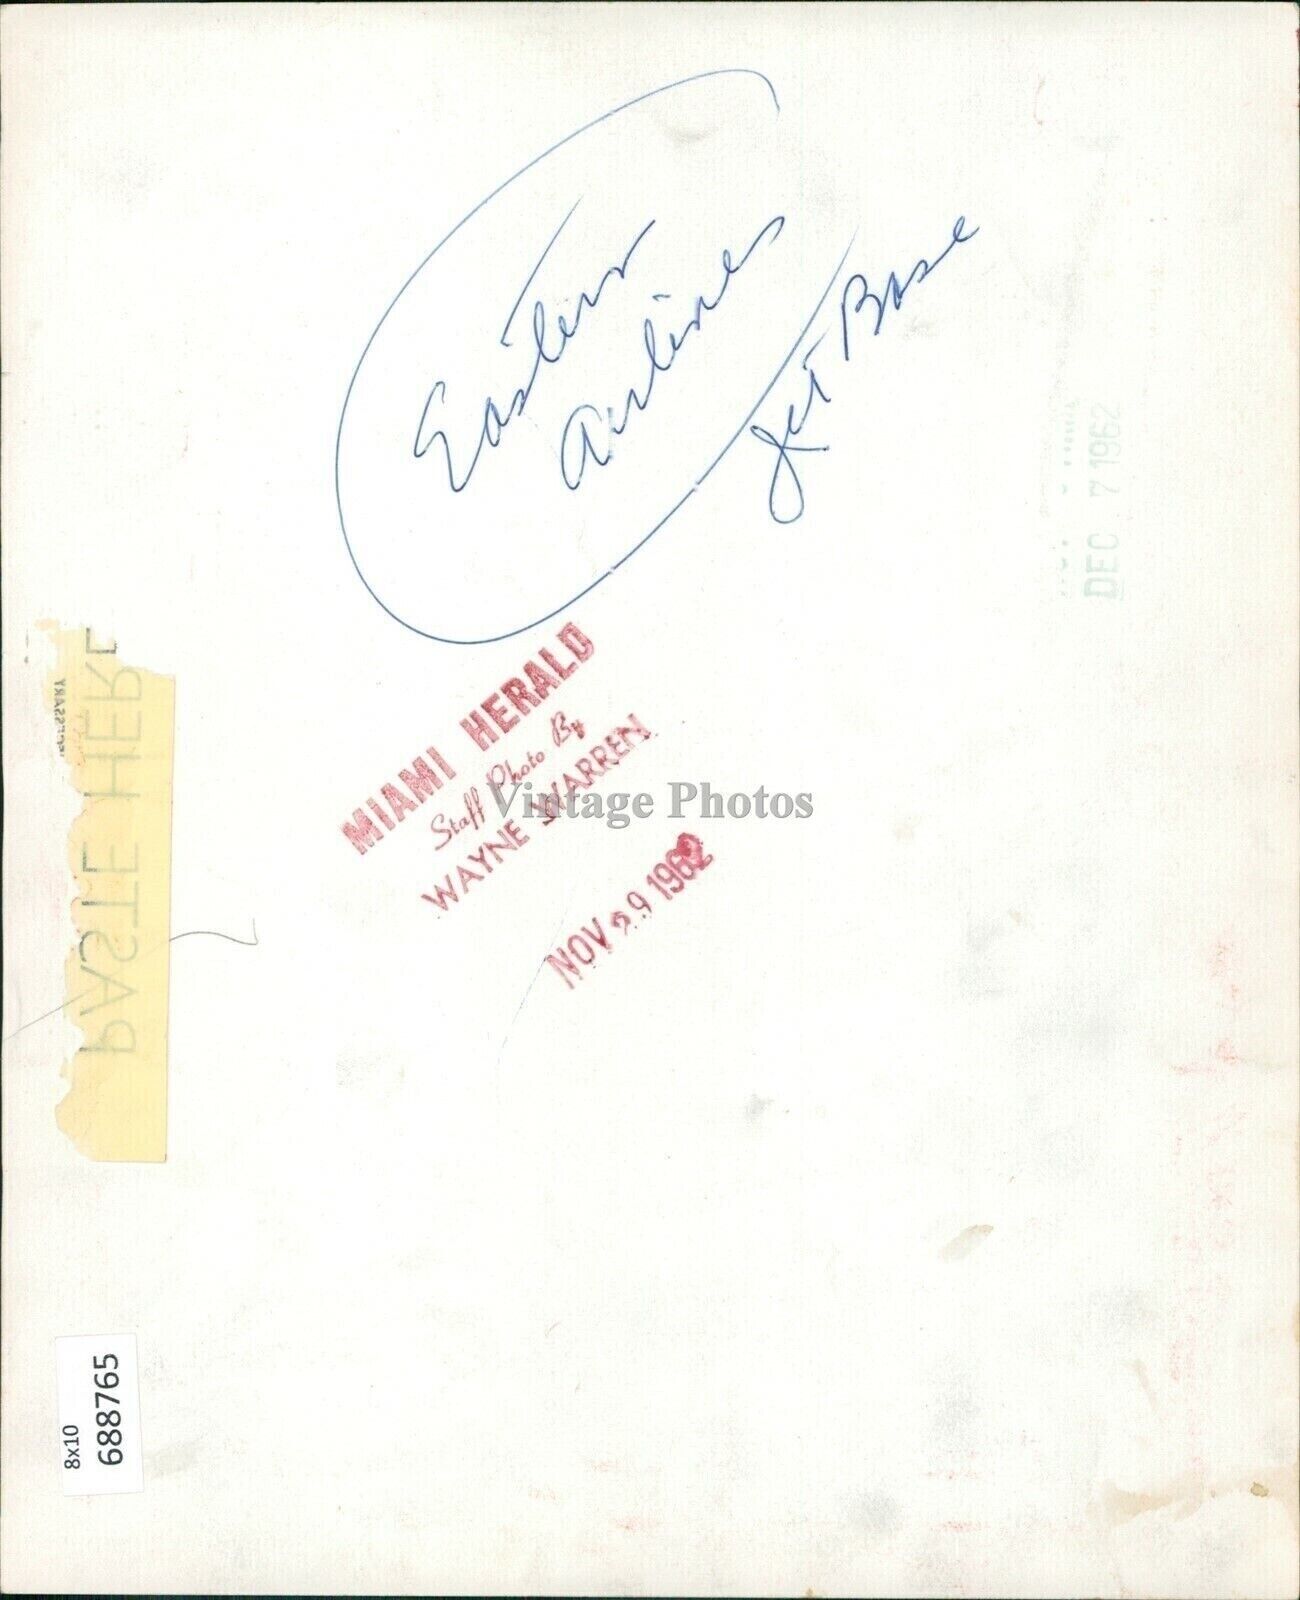 Eastern
Airlines
Jet Base
DEC 7 1962
PASTE HERE
MIAMI HERALD
Staff Photo By
WAYNE WARREN
Vintage Photos
NOV 29 1962
8x10
688765